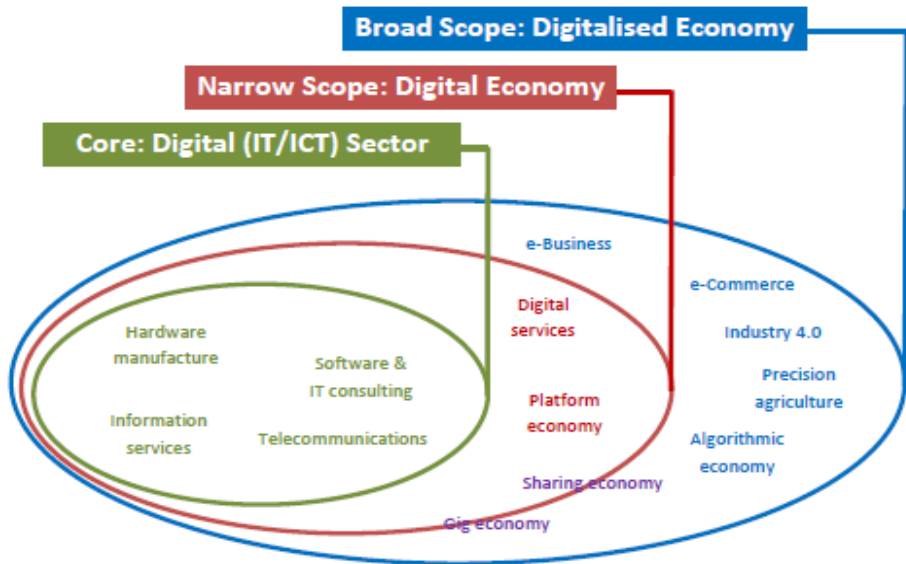 Broad Scope: Digitalised Economy
Narrow Scope: Digital Economy
Core: Digital (IT/ICT) Sector
e-Business
e-Commerce
Digital
services
Hardware
manufacture
Industry 4.0
Software &
IT consulting
Precision
agriculture
Platform
economy
Information
services
Telecommunications
Algorithmic
economy
Sharing economy
Gig economy